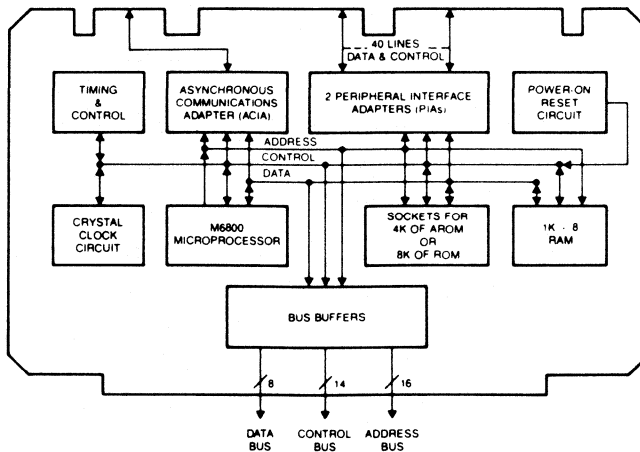 40 LINES
DATA & CONTROL
TIMING
&
CONTROL
ASYNCHRONOUS
COMMUNICATIONS
ADAPTER (ACIA)
2 PERIPHERAL INTERFACE
ADAPTERS (PIAs)
POWER-ON
RESET
CIRCUIT
ADDRESS
CONTROL
DATA
CRYSTAL
CLOCK
CIRCUIT
M6800
MICROPROCESSOR
SOCKETS FOR
4K OF AROM
OR
8K OF ROM
1K · 8
RAM
BUS BUFFERS
8
14
16
DATA
BUS
CONTROL
BUS
ADDRESS
BUS